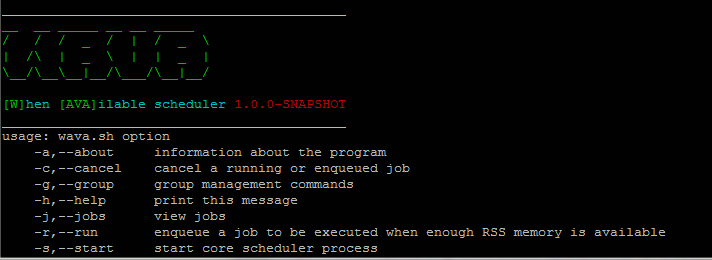 WAVA
[W]hen [AVA]ilable scheduler 1.0.0-SNAPSHOT
usage: wava.sh option
-a,--about information about the program
-c,--cancel cancel a running or enqueued job
-g,--group group management commands
-h,--help print this message
-j,--jobs view jobs
-r,--run enqueue a job to be executed when enough RSS memory is available
-s,--start start core scheduler process